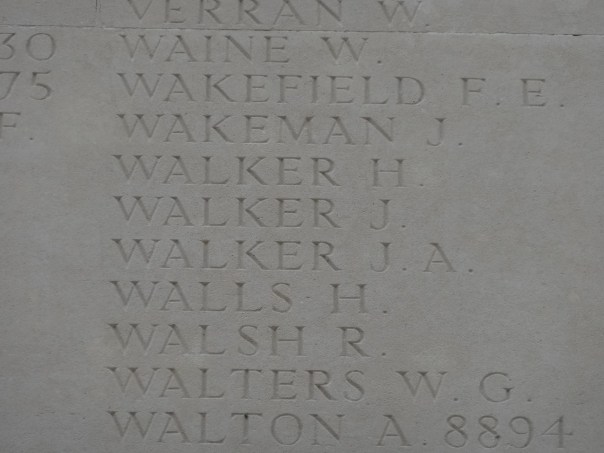 VERRAN W.
30 WAINE W.
75 WAKEFIELD F. E.
F. WAKEMAN J.
WALKER H.
WALKER J.
WALKER J. A.
WALLS H.
WALSH R.
WALTERS W. G.
WALTON A. 8894